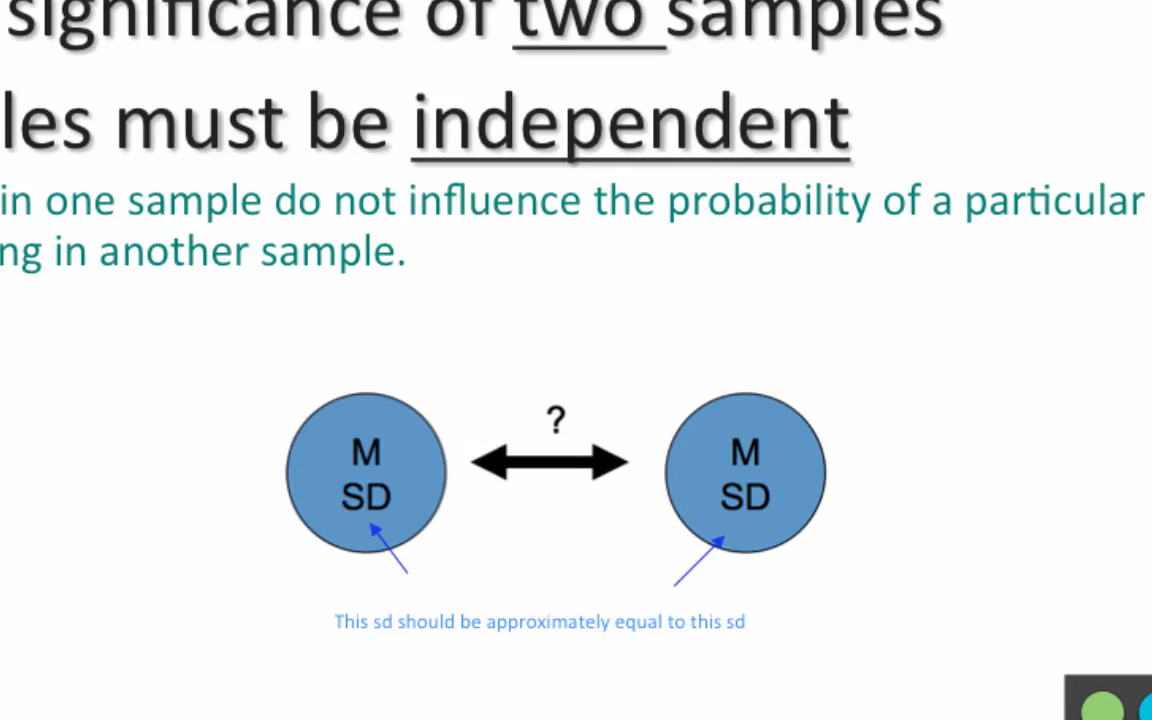 significance of two samples
les must be independent
in one sample do not influence the probability of a particular
ng in another sample.
?
M M
SD SD
This sd should be approximately equal to this sd